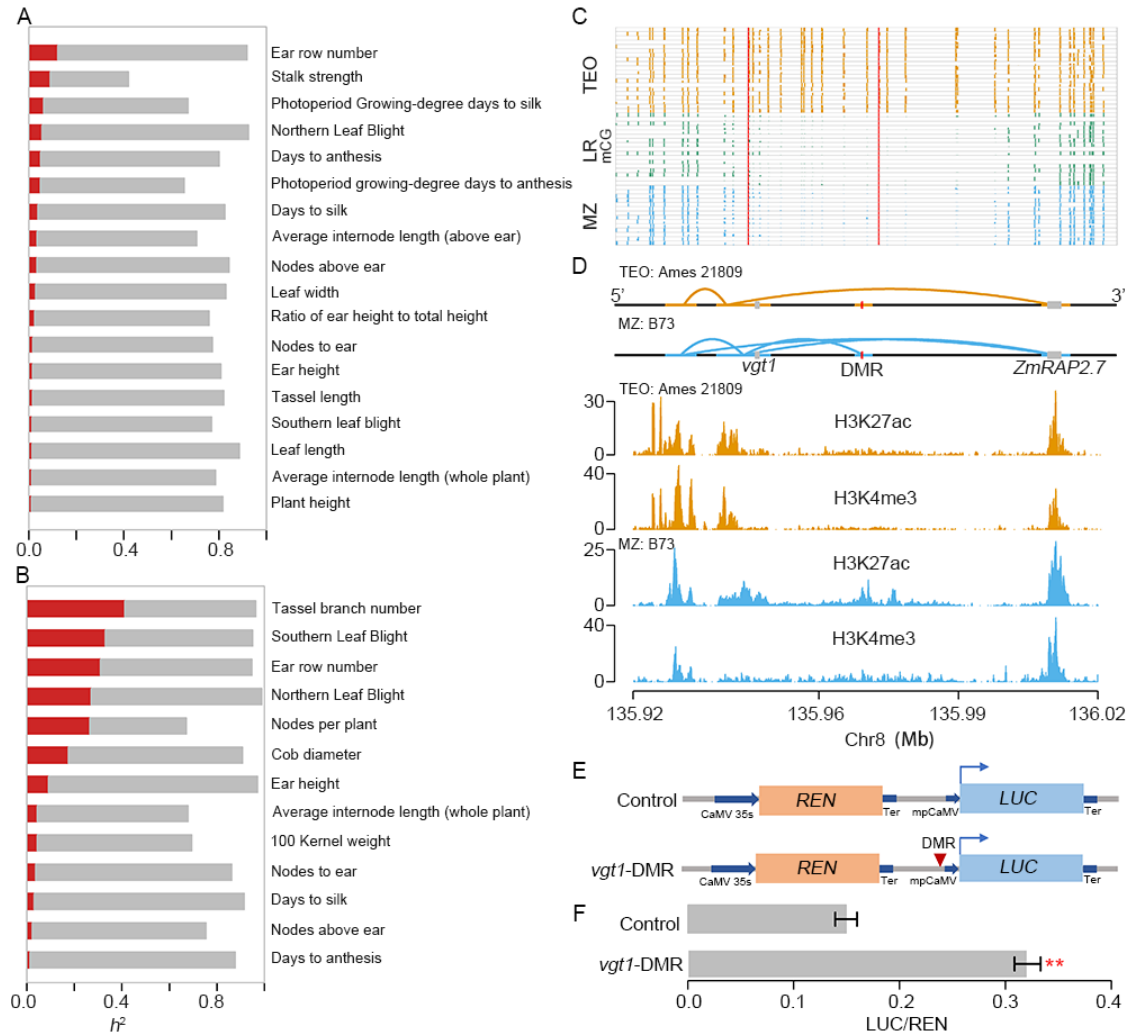 A
Ear row number
Stalk strength
Photoperiod Growing-degree days to silk
Northern Leaf Blight
Days to anthesis
Photoperiod growing-degree days to anthesis
Days to silk
Average internode length (above ear)
Nodes above ear
Leaf width
Ratio of ear height to total height
Nodes to ear
Ear height
Tassel length
Southern leaf blight
Leaf length
Average internode length (whole plant)
Plant height
0.0 0.4 0.8
B
Tassel branch number
Southern Leaf Blight
Ear row number
Northern Leaf Blight
Nodes per plant
Cob diameter
Ear height
Average internode length (whole plant)
100 Kernel weight
Nodes to ear
Days to silk
Nodes above ear
Days to anthesis
0.0 0.4 0.8
h²
C
TEO
LR
mCG
MZ
D
TEO: Ames 21809
5' 3'
MZ: B73
vgt1 DMR ZmRAP2.7
TEO: Ames 21809
30 H3K27ac
0
40 H3K4me3
0
MZ: B73
25 H3K27ac
0
40 H3K4me3
0
135.92 135.96 135.99 136.02
Chr8 (Mb)
E
Control REN LUC
CaMV 35s Ter mpCaMV Ter
DMR
vgt1-DMR REN LUC
CaMV 35s Ter mpCaMV Ter
F
Control
vgt1-DMR **
0.0 0.1 0.2 0.3 0.4
LUC/REN